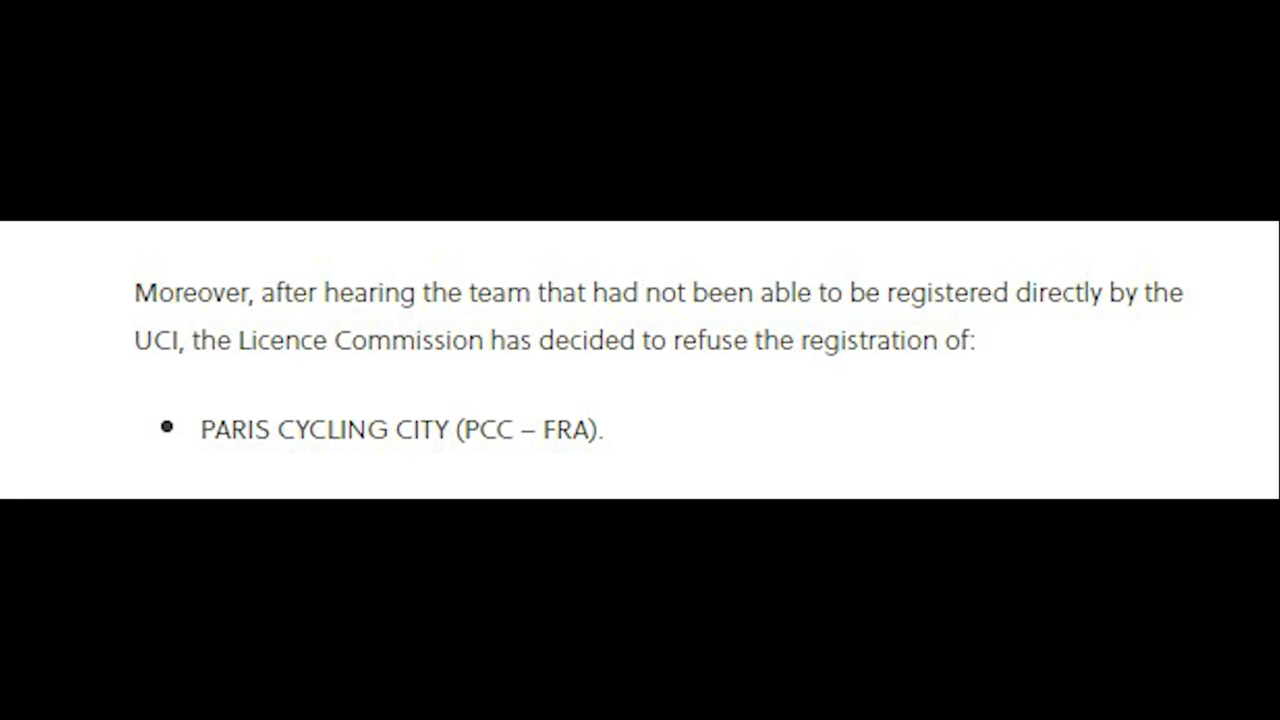 Moreover, after hearing the team that had not been able to be registered directly by the
UCI, the Licence Commission has decided to refuse the registration of:
• PARIS CYCLING CITY (PCC – FRA).